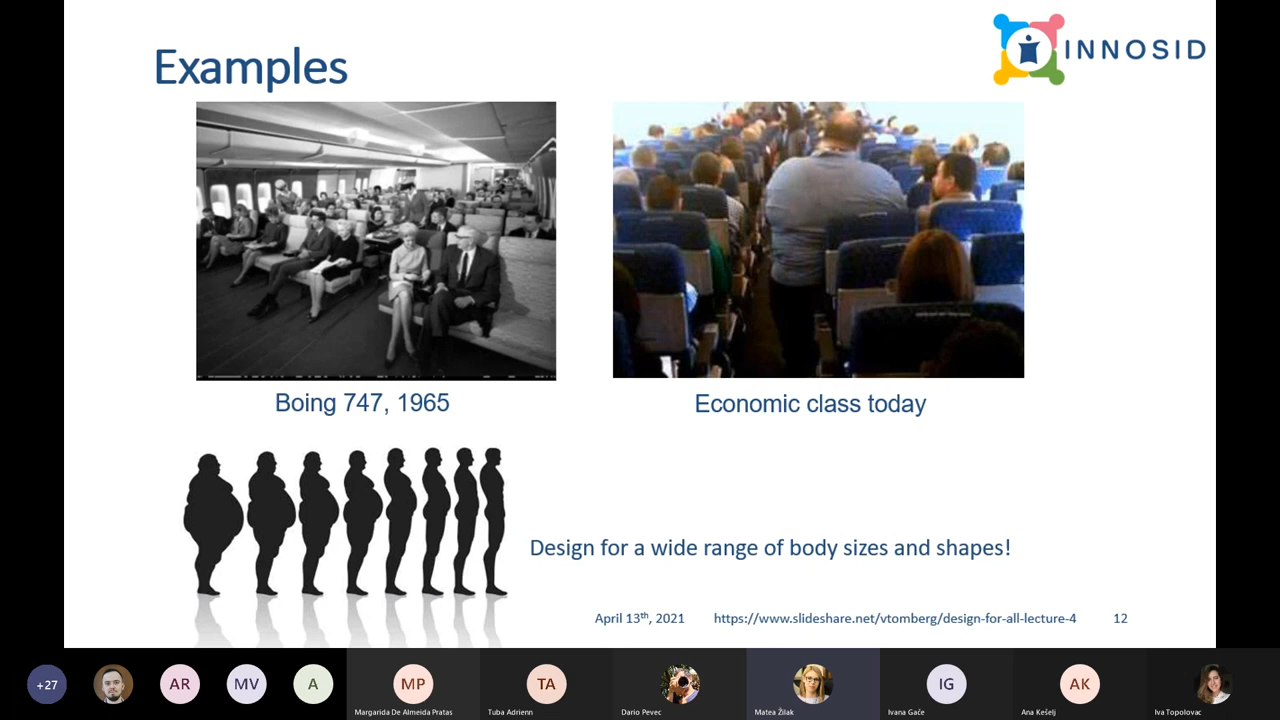 Examples
INNOSID
Boing 747, 1965
Economic class today
Design for a wide range of body sizes and shapes!
April 13th, 2021 https://www.slideshare.net/vtomberg/design-for-all-lecture-4 12
+27 AR MV A MP TA IG AK
Margarida De Almeida Pratas Tuba Adrienn Dario Pevec Matea Žilak Ivana Gaće Ana Kešelj Iva Topolovac